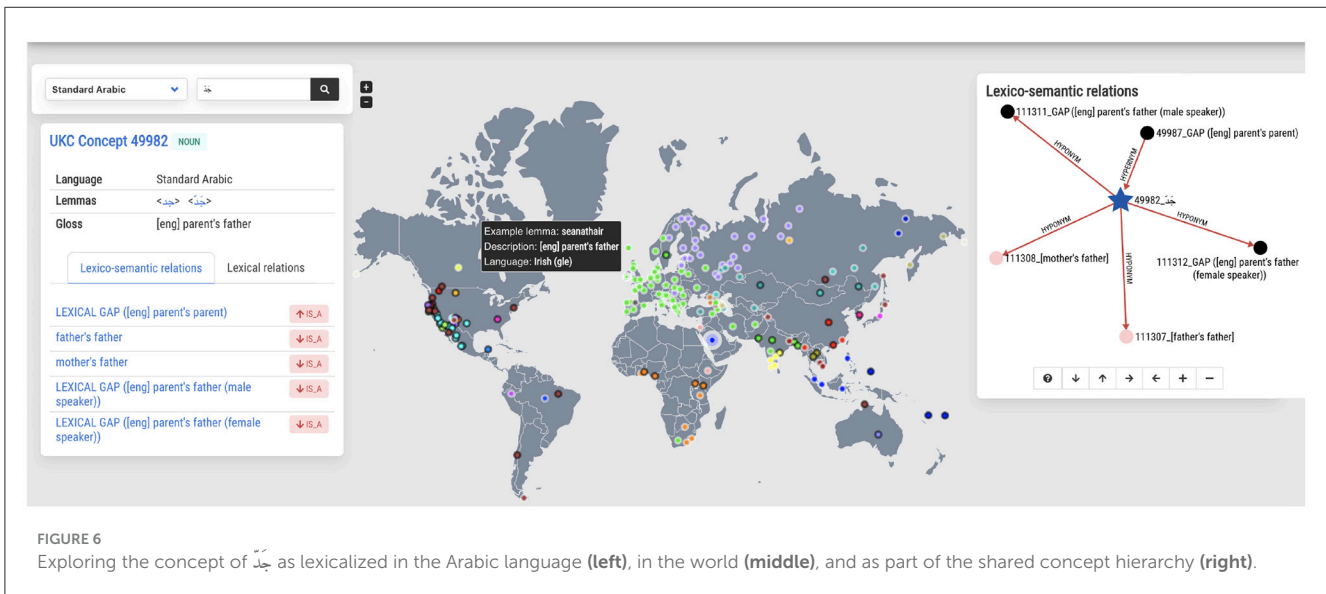 Standard Arabic
جَدّ
UKC Concept 49982 NOUN
Language Standard Arabic
Lemmas <جد> <جَدّ>
Gloss [eng] parent's father
Lexico-semantic relations Lexical relations
LEXICAL GAP ([eng] parent's parent) ↑ IS_A
father's father ↓ IS_A
mother's father ↓ IS_A
LEXICAL GAP ([eng] parent's father (male
speaker)) ↓ IS_A
LEXICAL GAP ([eng] parent's father (female
speaker)) ↓ IS_A
+
−
Example lemma: seanathair
Description: [eng] parent's father
Language: Irish (gle)
Lexico-semantic relations
111311_GAP ([eng] parent's father (male speaker))
49987_GAP ([eng] parent's parent)
HYPONYM
HYPERNYM
49982_جَدّ
HYPONYM
HYPONYM
111308_[mother's father]
HYPONYM
111312_GAP ([eng] parent's father
(female speaker))
111307_[father's father]
? ↓ ↑ → ← + −
FIGURE 6
Exploring the concept of جَدّ as lexicalized in the Arabic language (left), in the world (middle), and as part of the shared concept hierarchy (right).